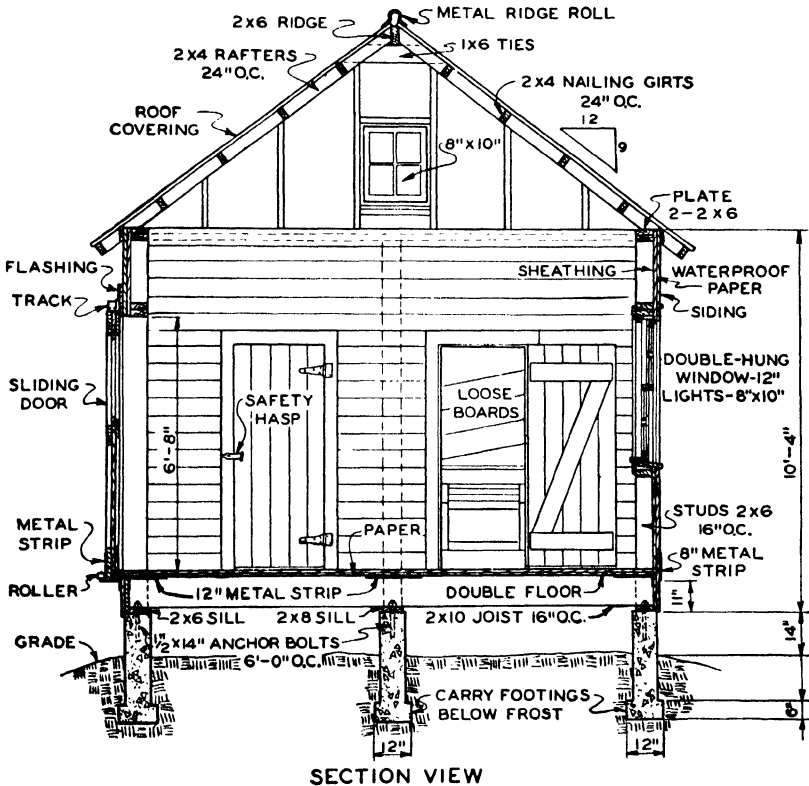 METAL RIDGE ROLL
2x6 RIDGE
1x6 TIES
2x4 RAFTERS
24" O.C.
2x4 NAILING GIRTS
24" O.C.
12
9
ROOF
COVERING
8"x10"
PLATE
2-2x6
FLASHING
SHEATHING
WATERPROOF
PAPER
TRACK
SIDING
DOUBLE-HUNG
WINDOW-12"
LIGHTS-8"x10"
SLIDING
DOOR
SAFETY
HASP
LOOSE
BOARDS
6'-8"
10'-4"
STUDS 2x6
16" O.C.
METAL
STRIP
PAPER
8" METAL
STRIP
ROLLER
12" METAL STRIP
DOUBLE FLOOR
11"
2x6 SILL
2x8 SILL
2x10 JOIST 16" O.C.
14"
GRADE
1/2"x14" ANCHOR BOLTS
6'-0" O.C.
CARRY FOOTINGS
BELOW FROST
6"
12"
12"
SECTION VIEW